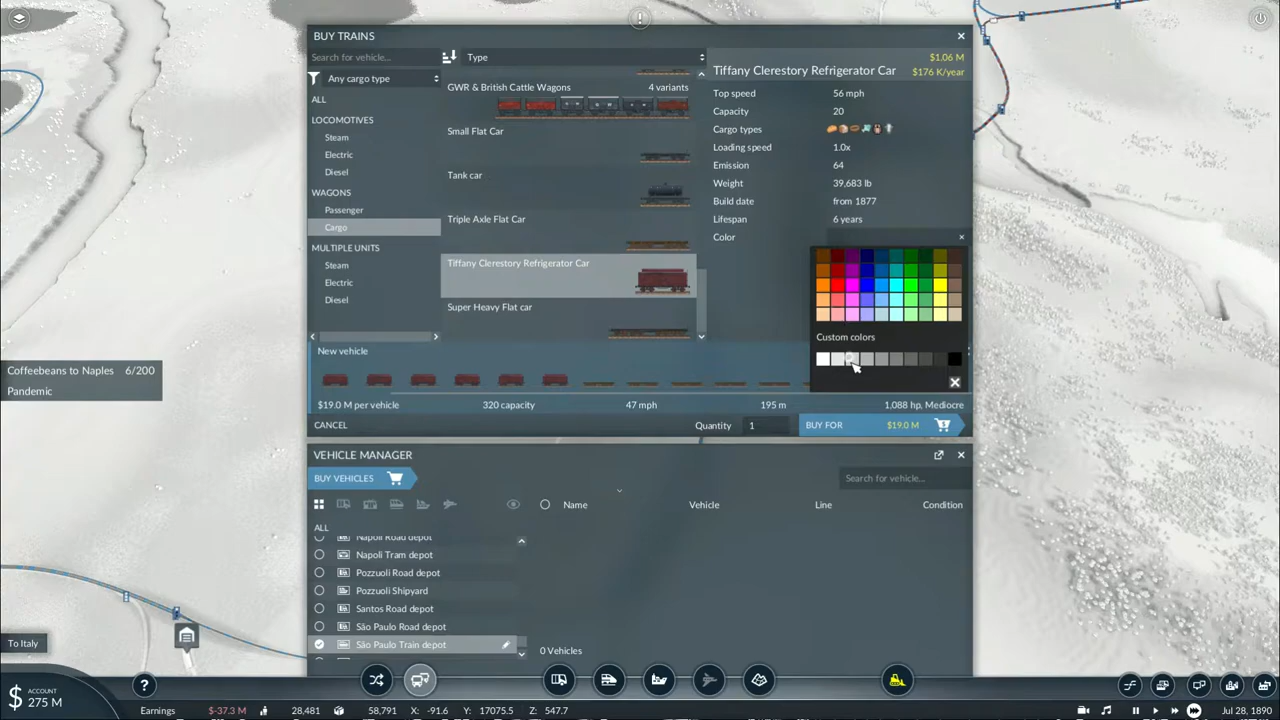 BUY TRAINS
Search for vehicle...
Type
$1.06 M
Tiffany Clerestory Refrigerator Car
$176 K/year
Any cargo type
ALL
LOCOMOTIVES
Steam
Electric
Diesel
WAGONS
Passenger
Cargo
MULTIPLE UNITS
Steam
Electric
Diesel
GWR & British Cattle Wagons 4 variants
Small Flat Car
Tank car
Triple Axle Flat Car
Tiffany Clerestory Refrigerator Car
Super Heavy Flat car
Top speed 56 mph
Capacity 20
Cargo types
Loading speed 1.0x
Emission 64
Weight 39,683 lb
Build date from 1877
Lifespan 6 years
Color
Custom colors
New vehicle
$19.0 M per vehicle 320 capacity 47 mph 195 m 1,088 hp, Mediocre
CANCEL Quantity 1 BUY FOR $19.0 M
Coffeebeans to Naples 6/200
Pandemic
VEHICLE MANAGER
BUY VEHICLES
Search for vehicle...
Name Vehicle Line Condition
ALL
Napoli Road depot
Napoli Tram depot
Pozzuoli Road depot
Pozzuoli Shipyard
Santos Road depot
São Paulo Road depot
São Paulo Train depot
0 Vehicles
To Italy
$ ACCOUNT
275 M
?
Earnings $-37.3 M 28,481 58,791 X: -91.6 Y: 17075.5 Z: 547.7
Jul 28, 1890